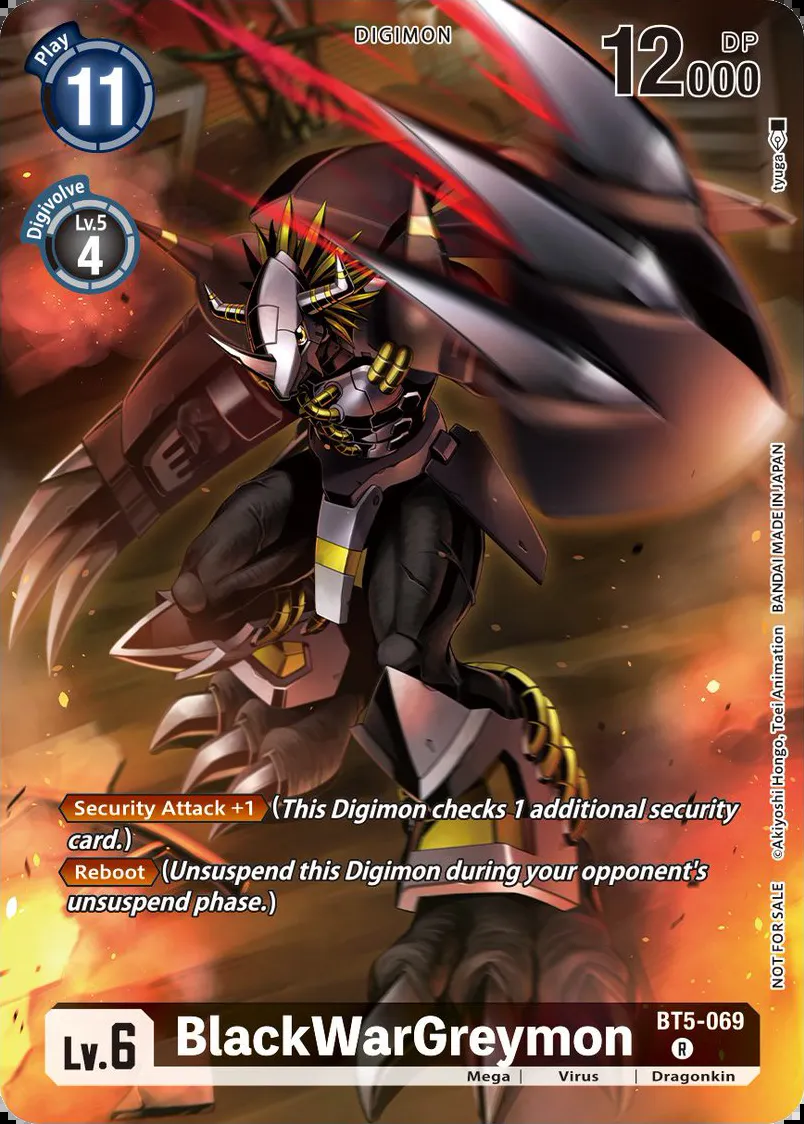 Play
11
DIGIMON
12000 DP
Digivolve
Lv.5
4
tyuga
Security Attack +1 (This Digimon checks 1 additional security
card.)
Reboot (Unsuspend this Digimon during your opponent's
unsuspend phase.)
©Akiyoshi Hongo, Toei Animation BANDAI MADE IN JAPAN
NOT FOR SALE
Lv.6
BlackWarGreymon
BT5-069
R
Mega | Virus | Dragonkin